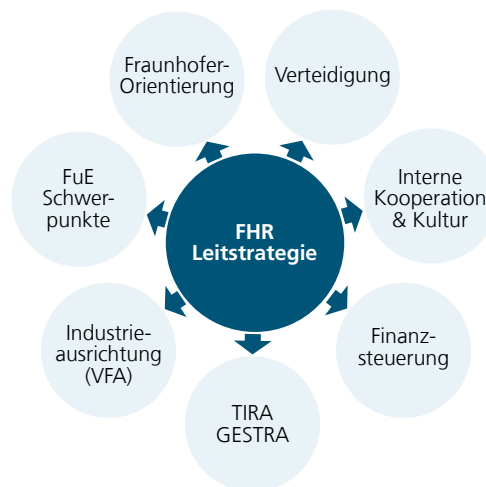 Fraunhofer-
Orientierung
Verteidigung
FuE
Schwer-
punkte
Interne
Kooperation
& Kultur
FHR
Leitstrategie
Industrie-
ausrichtung
(VFA)
Finanz-
steuerung
TIRA
GESTRA